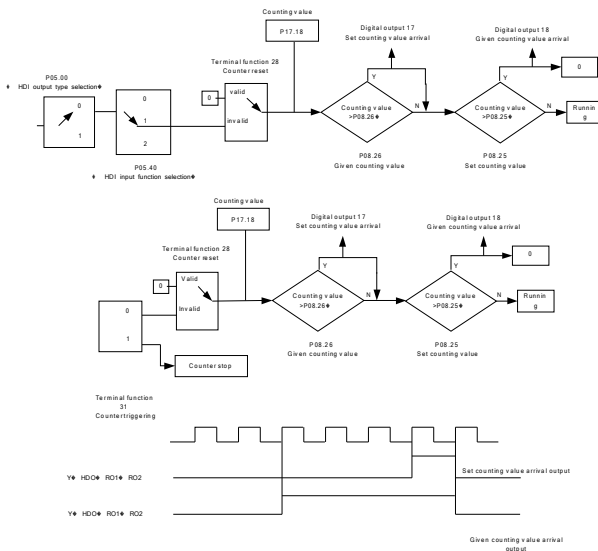 Counting value
P17.18
Digital output 17
Set counting value arrival
Digital output 18
Given counting value arrival
Terminal function 28
Counter reset
P05.00
HDI output type selection
0
1
0
1
2
P05.40
HDI input function selection
0
valid
invalid
Y
Counting value
>P08.26
N
P08.26
Given counting value
Y
Counting value
>P08.25
N
P08.25
Set counting value
0
Runnin
g
Counting value
P17.18
Digital output 17
Set counting value arrival
Digital output 18
Given counting value arrival
Terminal function 28
Counter reset
0
Valid
Invalid
0
1
Counter stop
Y
Counting value
>P08.26
N
P08.26
Given counting value
Y
Counting value
>P08.25
N
P08.25
Set counting value
0
Runnin
g
Terminal function
31
Countertriggering
Y HDO RO1 RO2
Set counting value arrival output
Y HDO RO1 RO2
Given counting value arrival
outout